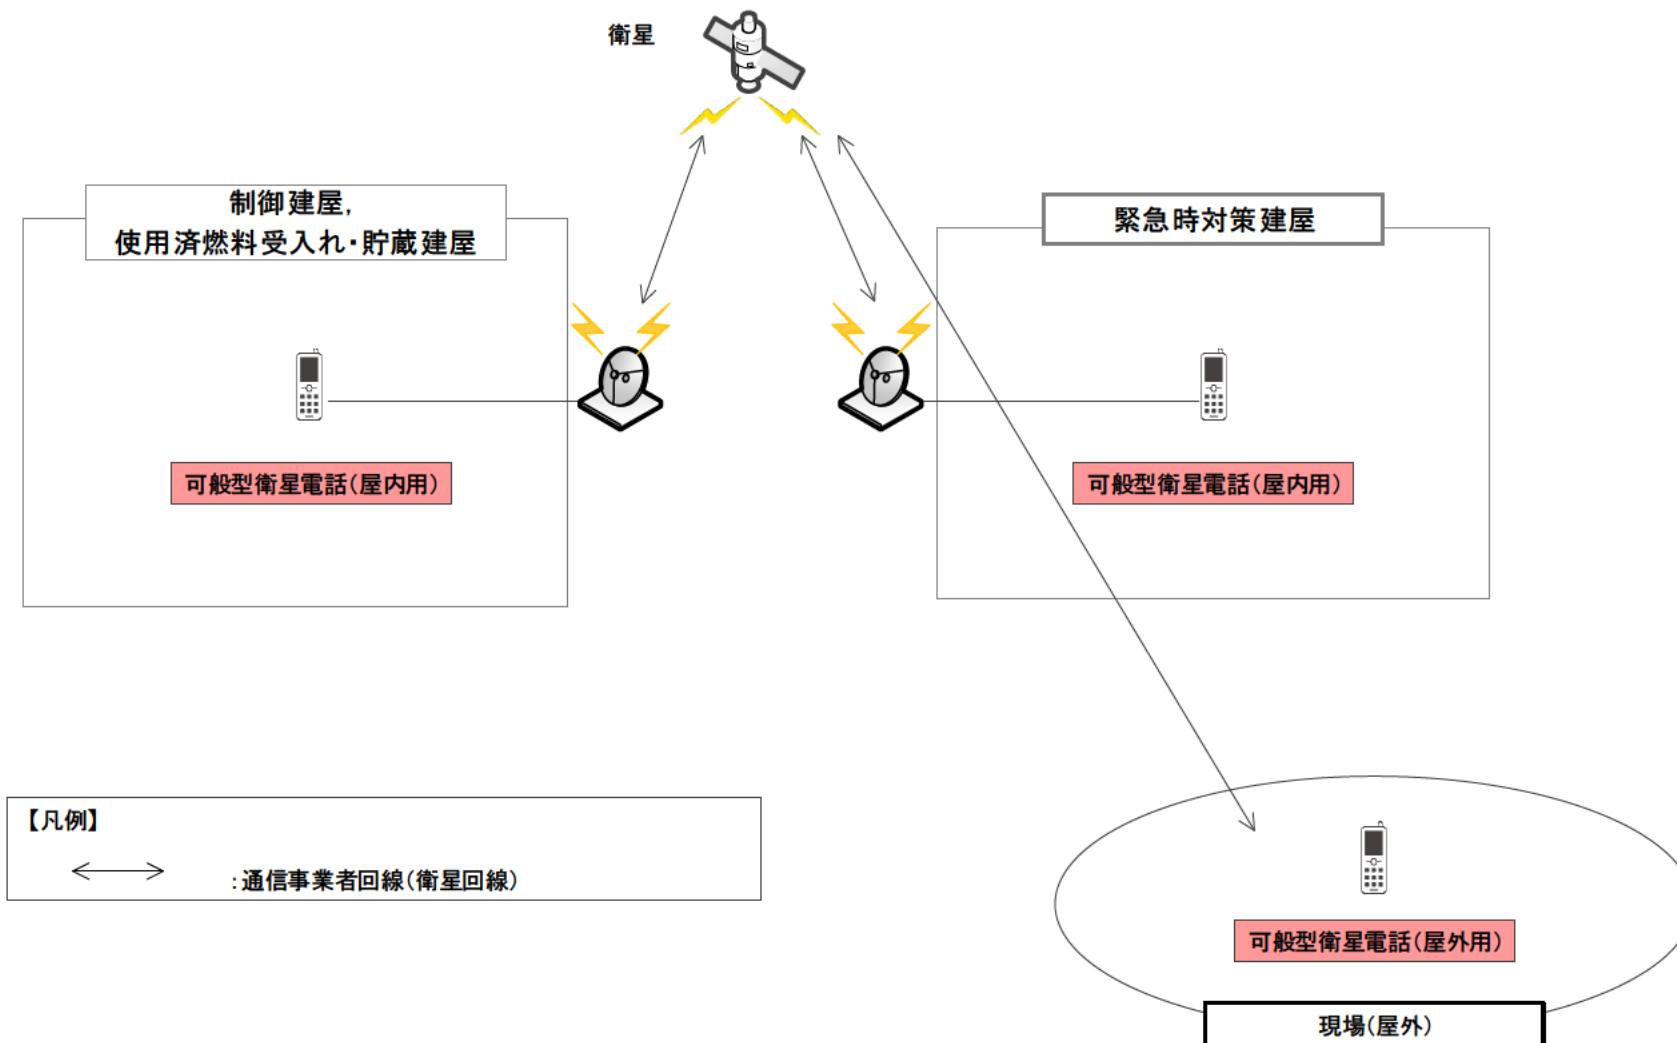 衛星
制御建屋,
使用済燃料受入れ・貯蔵建屋
緊急時対策建屋
可般型衛星電話(屋内用)
可般型衛星電話(屋内用)
【凡例】
:通信事業者回線(衛星回線)
可般型衛星電話(屋外用)
現場(屋外)